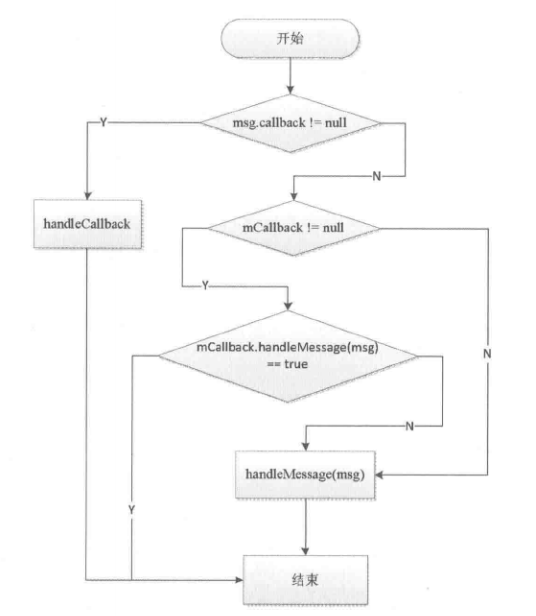 开始
msg.callback != null
Y
N
handleCallback
mCallback != null
Y
mCallback.handleMessage(msg)
== true
N
N
handleMessage(msg)
Y
结束